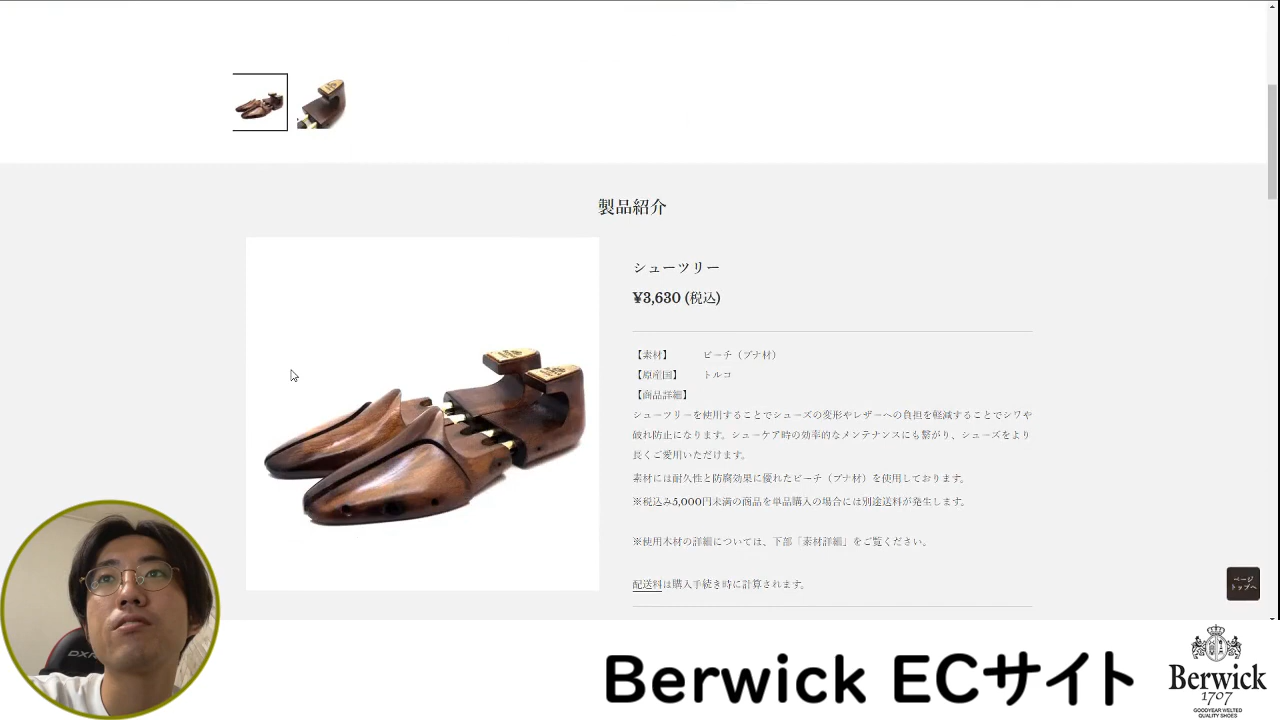 製品紹介
シューツリー
¥3,630 (税込)
【素材】 ビーチ（ブナ材）
【原産国】 トルコ
【商品詳細】
シューツリーを使用することでシューズの変形やレザーへの負担を軽減することでシワや
破れ防止になります。シューケア時の効率的なメンテナンスにも繋がり、シューズをより
長くご愛用いただけます。
素材には耐久性と防腐効果に優れたビーチ（ブナ材）を使用しております。
※税込み5,000円未満の商品を単品購入の場合には別途送料が発生します。
※使用木材の詳細については、下部「素材詳細」をご覧ください。
配送料は購入手続き時に計算されます。
ページ
トップへ
DXR
Berwick ECサイト
Berwick
1707
GOODYEAR WELTED
QUALITY SHOES